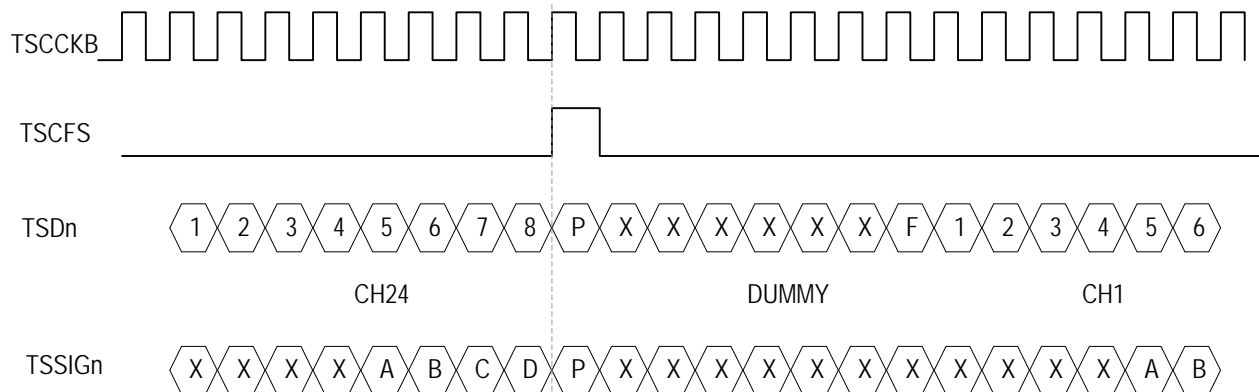 TSCCKB
TSCFS
TSDn 1 2 3 4 5 6 7 8 P X X X X X X F 1 2 3 4 5 6
CH24 DUMMY CH1
TSSIGn X X X X A B C D P X X X X X X X X X X X A B